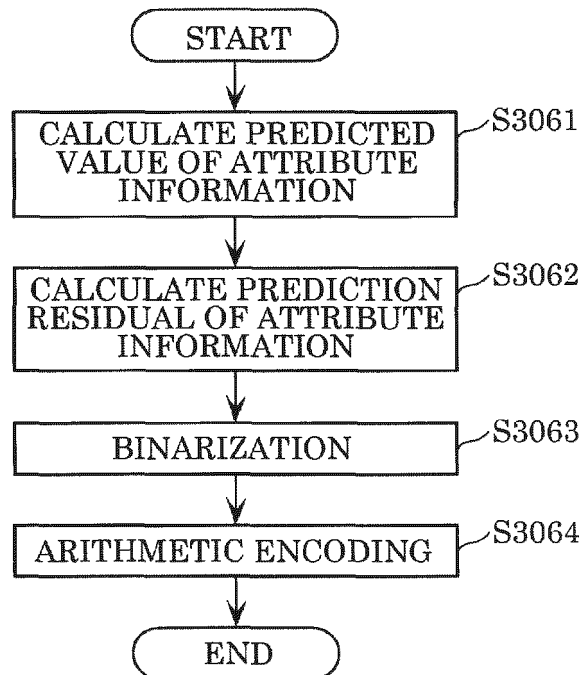 START
CALCULATE PREDICTED
VALUE OF ATTRIBUTE
INFORMATION
S3061
CALCULATE PREDICTION
RESIDUAL OF ATTRIBUTE
INFORMATION
S3062
BINARIZATION
S3063
ARITHMETIC ENCODING
S3064
END